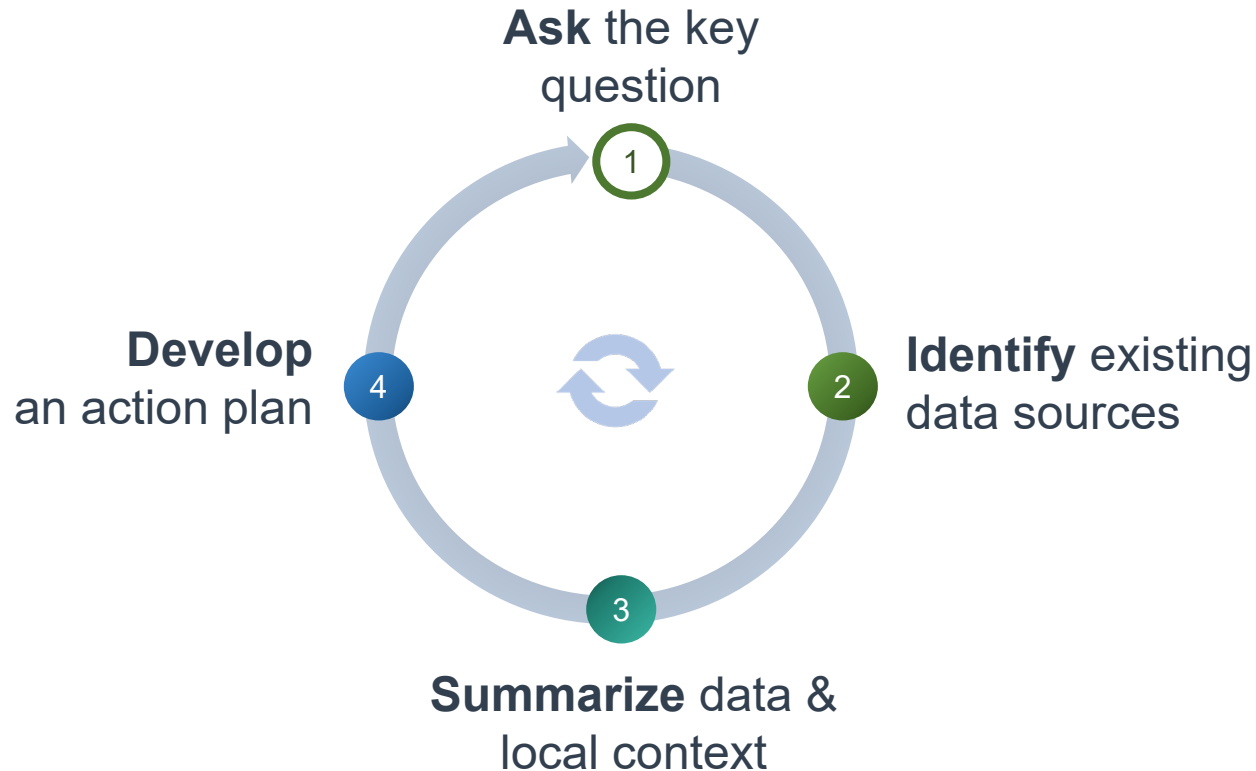 Ask the key
question
1
Develop
an action plan
4
2
Identify existing
data sources
3
Summarize data &
local context